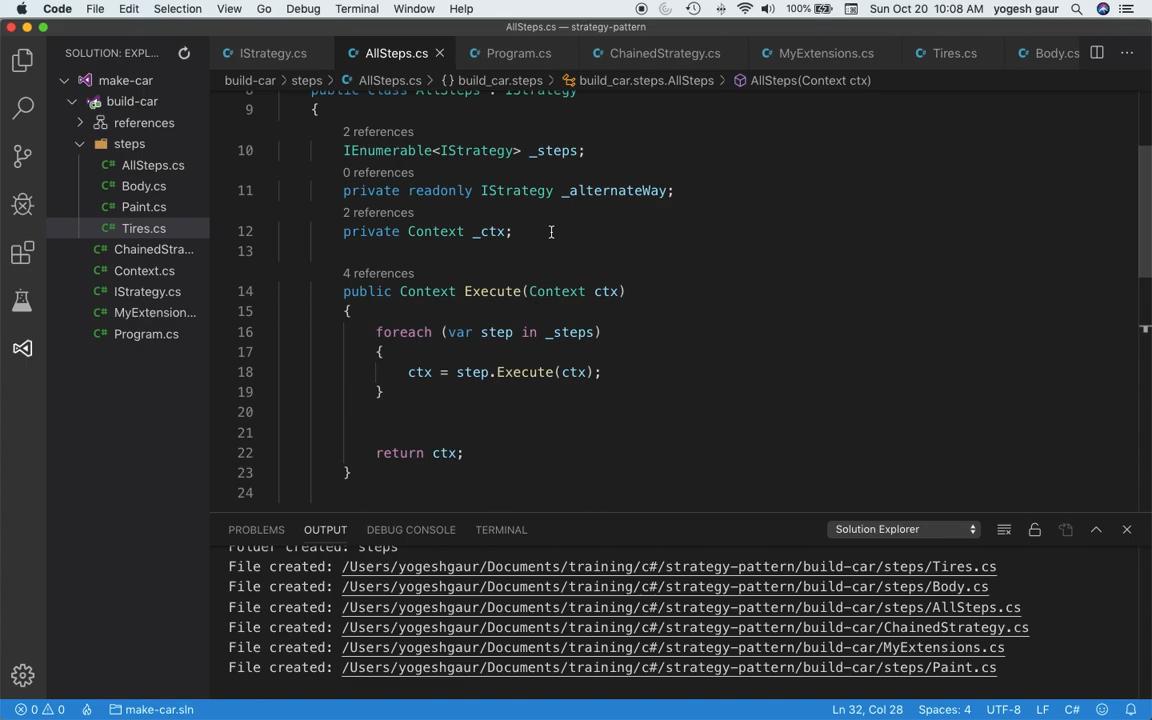 Code File Edit Selection View Go Debug Terminal Window Help 100% Sun Oct 20 10:08 AM yogesh gaur
AllSteps.cs — strategy-pattern
SOLUTION: EXPL...
IStrategy.cs AllSteps.cs Program.cs ChainedStrategy.cs MyExtensions.cs Tires.cs Body.cs
build-car > steps > AllSteps.cs > {} build_car.steps > build_car.steps.AllSteps > AllSteps(Context ctx)
make-car
build-car
references
steps
AllSteps.cs
Body.cs
Paint.cs
Tires.cs
ChainedStra...
Context.cs
IStrategy.cs
MyExtension...
Program.cs
8 public class AllSteps : IStrategy
9 {
2 references
10 IEnumerable<IStrategy> _steps;
0 references
11 private readonly IStrategy _alternateWay;
2 references
12 private Context _ctx;
13
4 references
14 public Context Execute(Context ctx)
15 {
16 foreach (var step in _steps)
17 {
18 ctx = step.Execute(ctx);
19 }
20
21
22 return ctx;
23 }
24
PROBLEMS OUTPUT DEBUG CONSOLE TERMINAL Solution Explorer
Folder created: steps
File created: /Users/yogeshgaur/Documents/training/c#/strategy-pattern/build-car/steps/Tires.cs
File created: /Users/yogeshgaur/Documents/training/c#/strategy-pattern/build-car/steps/Body.cs
File created: /Users/yogeshgaur/Documents/training/c#/strategy-pattern/build-car/steps/AllSteps.cs
File created: /Users/yogeshgaur/Documents/training/c#/strategy-pattern/build-car/ChainedStrategy.cs
File created: /Users/yogeshgaur/Documents/training/c#/strategy-pattern/build-car/MyExtensions.cs
File created: /Users/yogeshgaur/Documents/training/c#/strategy-pattern/build-car/steps/Paint.cs
0 0 make-car.sln Ln 32, Col 28 Spaces: 4 UTF-8 LF C#